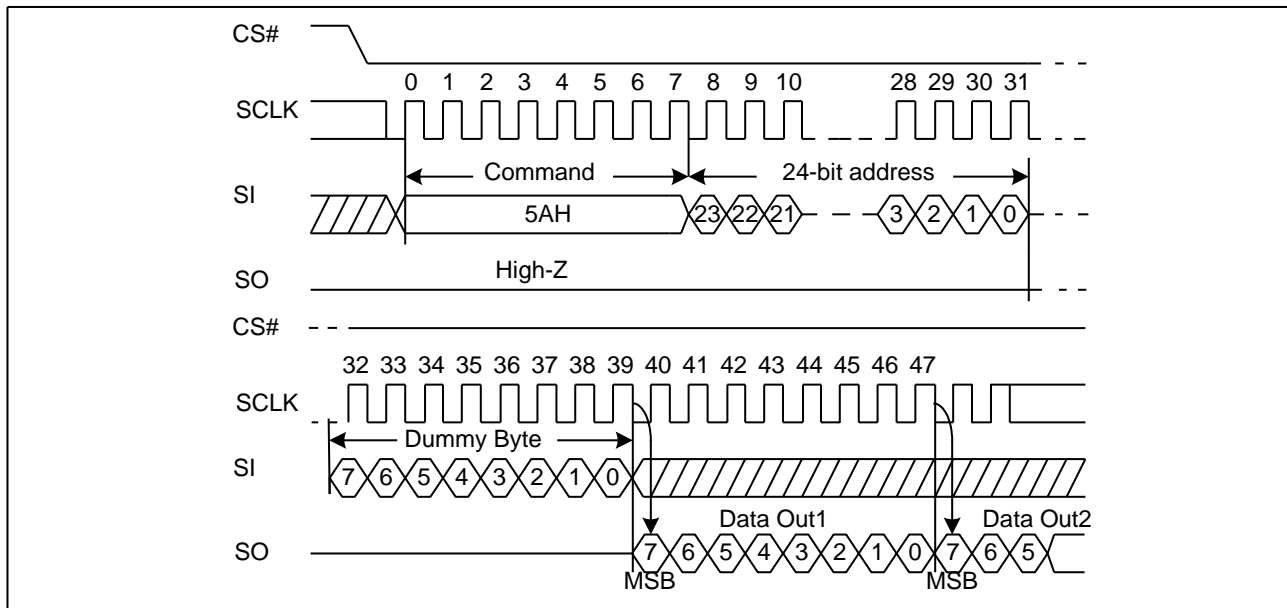 CS#
0 1 2 3 4 5 6 7 8 9 10 28 29 30 31
SCLK
Command 24-bit address
SI
5AH 23 22 21 3 2 1 0
High-Z
SO
CS#
32 33 34 35 36 37 38 39 40 41 42 43 44 45 46 47
SCLK
Dummy Byte
SI
7 6 5 4 3 2 1 0
Data Out1 Data Out2
SO
7 6 5 4 3 2 1 0 7 6 5
MSB MSB